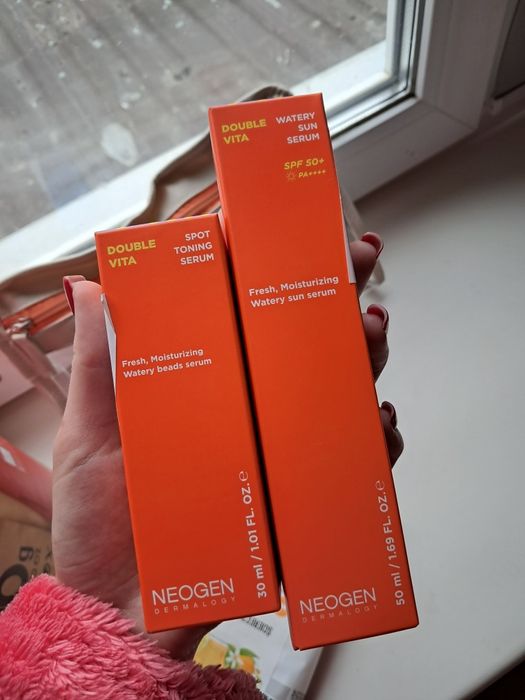 DOUBLE
VITA
SPOT
TONING
SERUM
Fresh, Moisturizing
Watery beads serum
30 ml / 1.01 FL. OZ. ℮
NEOGEN
DERMALOGY
DOUBLE
VITA
WATERY
SUN
SERUM
SPF 50+
PA++++
Fresh, Moisturizing
Watery sun serum
50 ml / 1.69 FL. OZ. ℮
NEOGEN
DERMALOGY